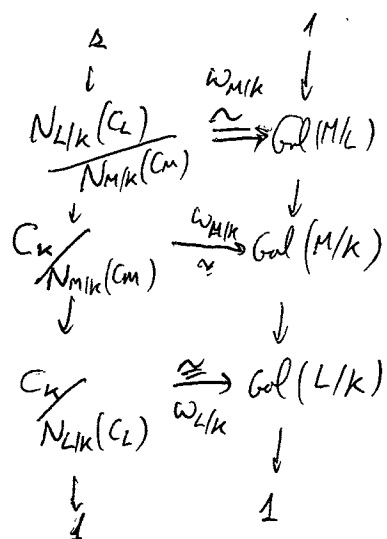 1 1
↓ ↓
N_{L/K}(C_L) / N_{M/K}(C_M) ⥲ ω_{M/K} Gal(M/L)
↓ ↓
C_K / N_{M/K}(C_M) → ω_{M/K} ≃ Gal(M/K)
↓ ↓
C_K / N_{L/K}(C_L) → ≅ ω_{L/K} Gal(L/K)
↓ ↓
1 1